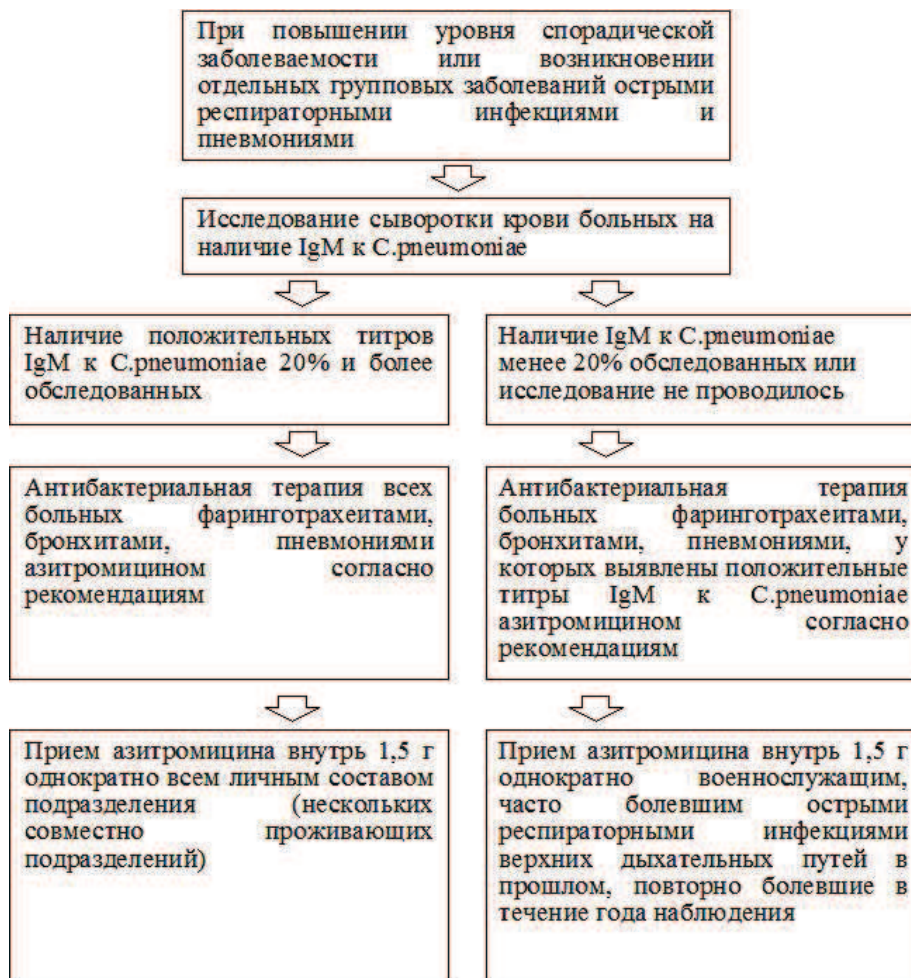 При повышении уровня спорадической
заболеваемости или возникновении
отдельных групповых заболеваний острыми
респираторными инфекциями и
пневмониями
Исследование сыворотки крови больных на
наличие IgM к C.pneumoniae
Наличие положительных титров
IgM к C.pneumoniae 20% и более
обследованных
Наличие IgM к C.pneumoniae
менее 20% обследованных или
исследование не проводилось
Антибактериальная терапия всех
больных фаринготрахеитами,
бронхитами, пневмониями
азитромицином согласно
рекомендациям
Антибактериальная терапия
больных фаринготрахеитами,
бронхитами, пневмониями, у
которых выявлены положительные
титры IgM к C.pneumoniae
азитромицином согласно
рекомендациям
Прием азитромицина внутрь 1,5 г
однократно всем личным составом
подразделения (нескольких
совместно проживающих
подразделений)
Прием азитромицина внутрь 1,5 г
однократно военнослужащим,
часто болевшим острыми
респираторными инфекциями
верхних дыхательных путей в
прошлом, повторно болевшие в
течение года наблюдения